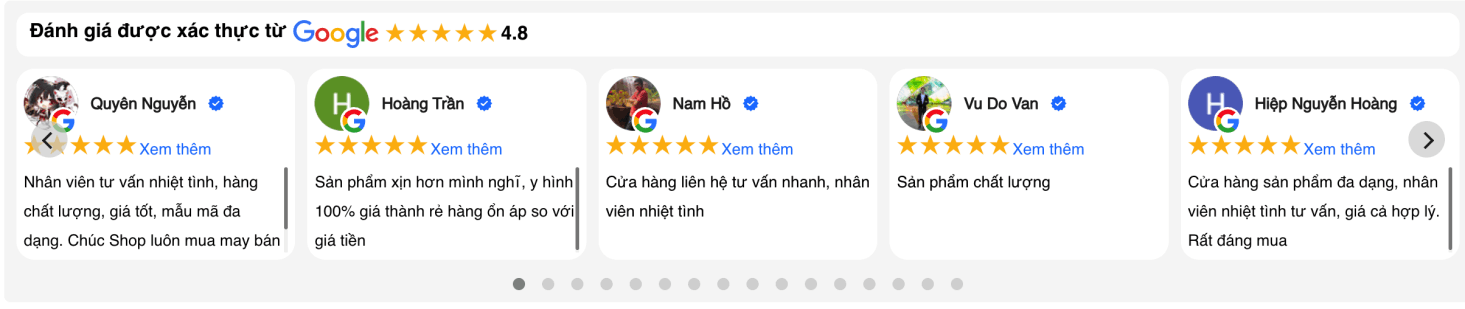 Đánh giá được xác thực từ Google 4.8
Quyên Nguyễn
Xem thêm
Nhân viên tư vấn nhiệt tình, hàng
chất lượng, giá tốt, mẫu mã đa
dạng. Chúc Shop luôn mua may bán
H
Hoàng Trần
Xem thêm
Sản phẩm xịn hơn mình nghĩ, y hình
100% giá thành rẻ hàng ổn áp so với
giá tiền
Nam Hồ
Xem thêm
Cửa hàng liên hệ tư vấn nhanh, nhân
viên nhiệt tình
Vu Do Van
Xem thêm
Sản phẩm chất lượng
H
Hiệp Nguyễn Hoàng
Xem thêm
Cửa hàng sản phẩm đa dạng, nhân
viên nhiệt tình tư vấn, giá cả hợp lý.
Rất đáng mua